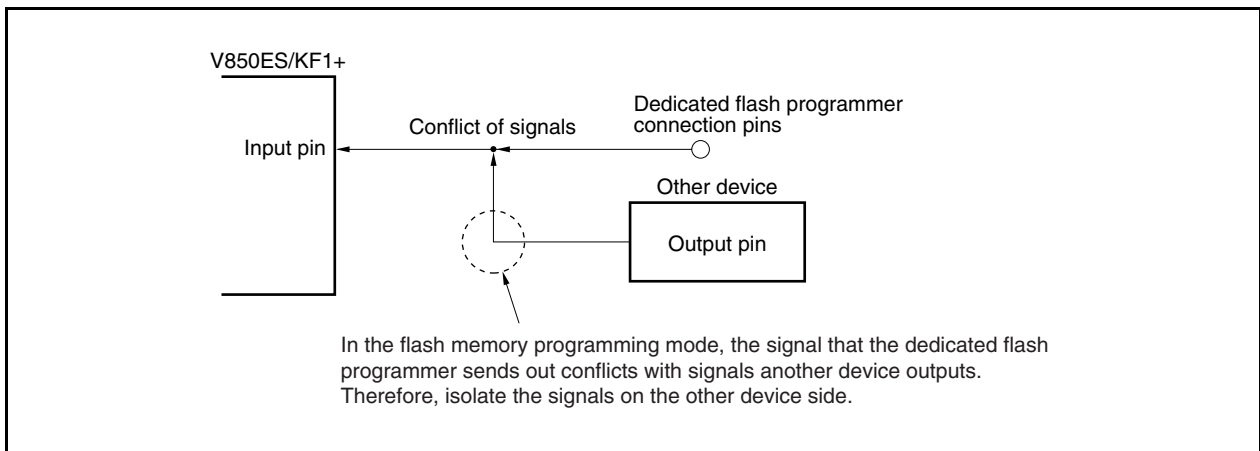 V850ES/KF1+
Dedicated flash programmer
connection pins
Conflict of signals
Input pin
Other device
Output pin
In the flash memory programming mode, the signal that the dedicated flash
programmer sends out conflicts with signals another device outputs.
Therefore, isolate the signals on the other device side.